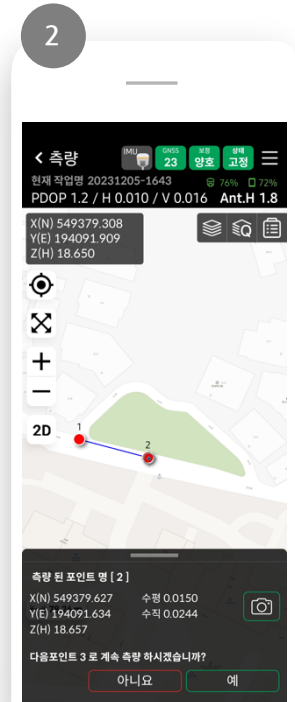 2
< 측량
IMU
GNSS 23
보정 양호
상태 고정
현재 작업명 20231205-1643 76% 72%
PDOP 1.2 / H 0.010 / V 0.016 Ant.H 1.8
X(N) 549379.308
Y(E) 194091.909
Z(H) 18.650
2D
1
2
측량 된 포인트 명 [ 2 ]
X(N) 549379.627 수평 0.0150
Y(E) 194091.634 수직 0.0244
Z(H) 18.657
다음포인트 3 로 계속 측량 하시겠습니까?
아니요 예